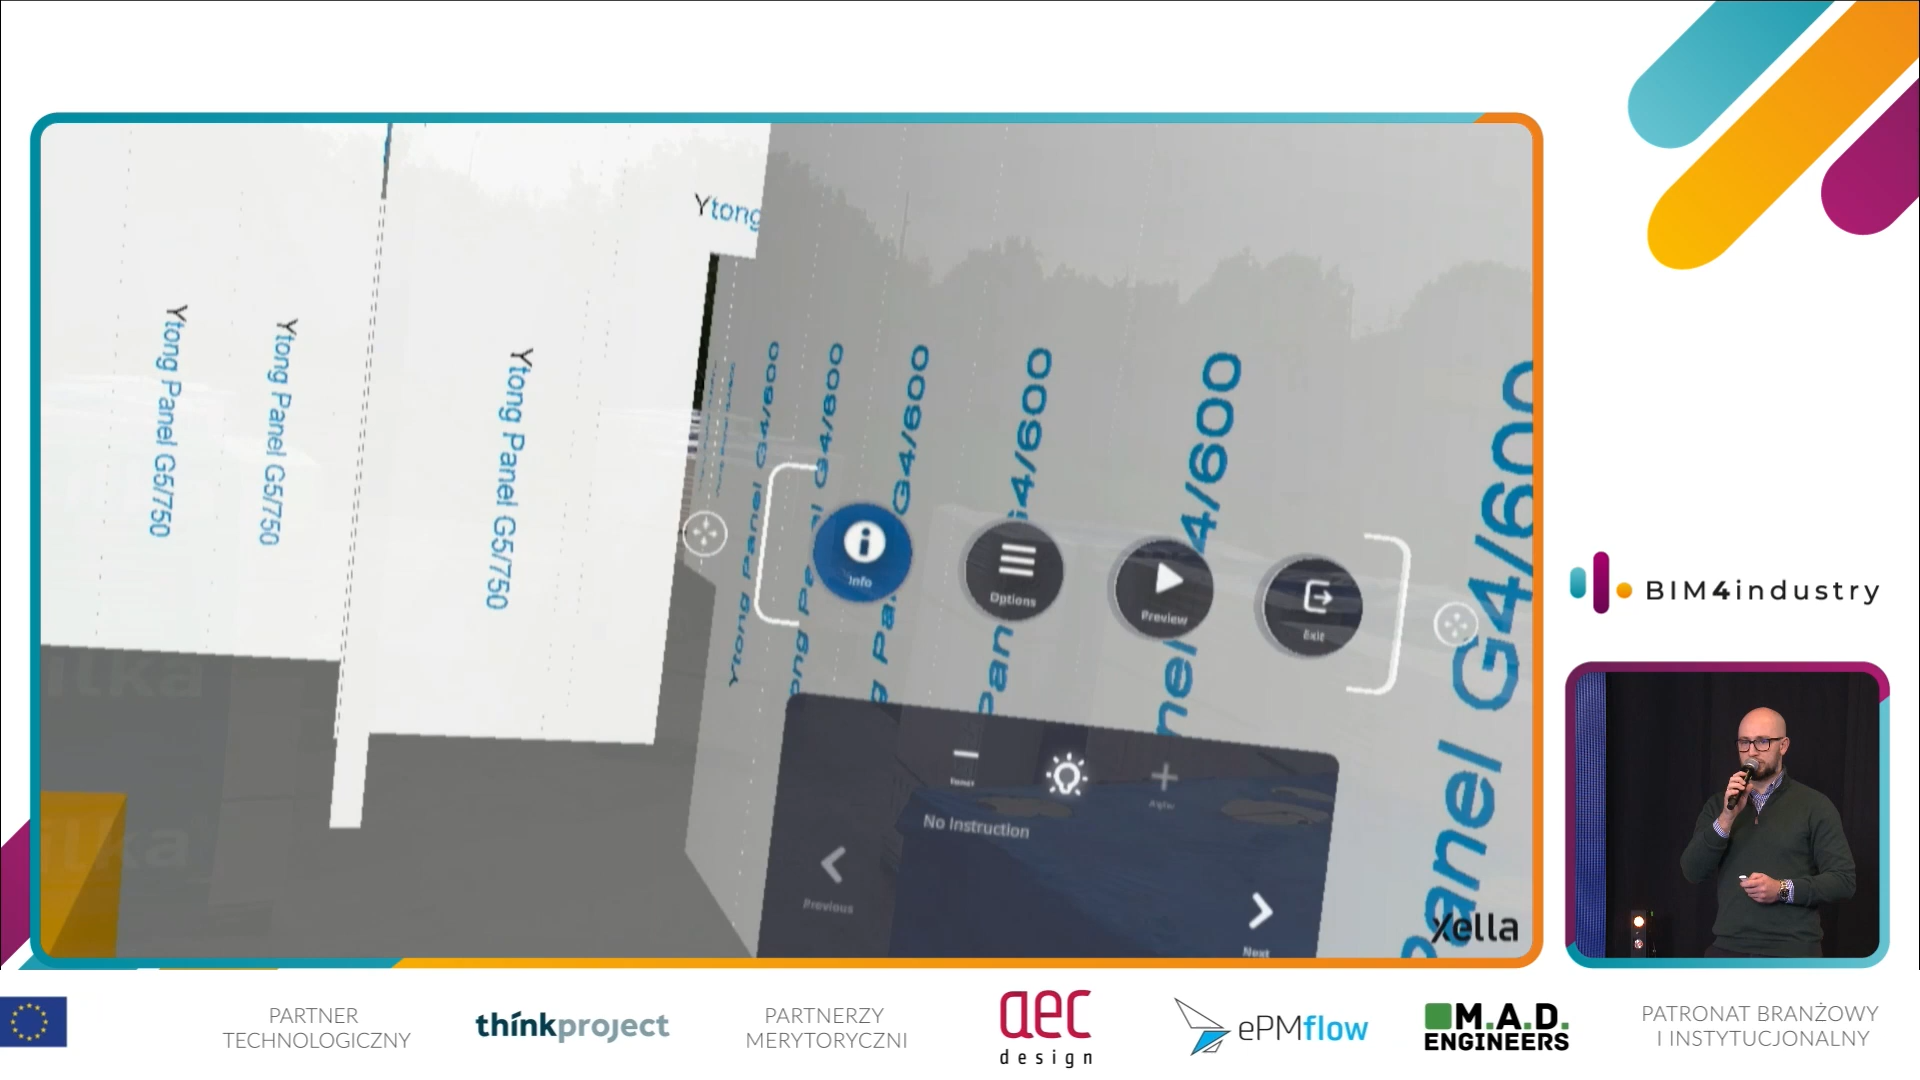 Ytong
Ytong Panel G5/750
Ytong Panel G5/750
Ytong Panel G5/750
Ytong Panel G4/600
G4/600
G4/600
Panel
4/600
Panel G4/600
Info
Options
Preview
Exit
No Instruction
Previous
Next
xella
BIM4industry
PARTNER
TECHNOLOGICZNY
thinkproject
PARTNERZY
MERYTORYCZNI
aec
design
ePMflow
M.A.D.
ENGINEERS
PATRONAT BRANŻOWY
I INSTYTUCJONALNY